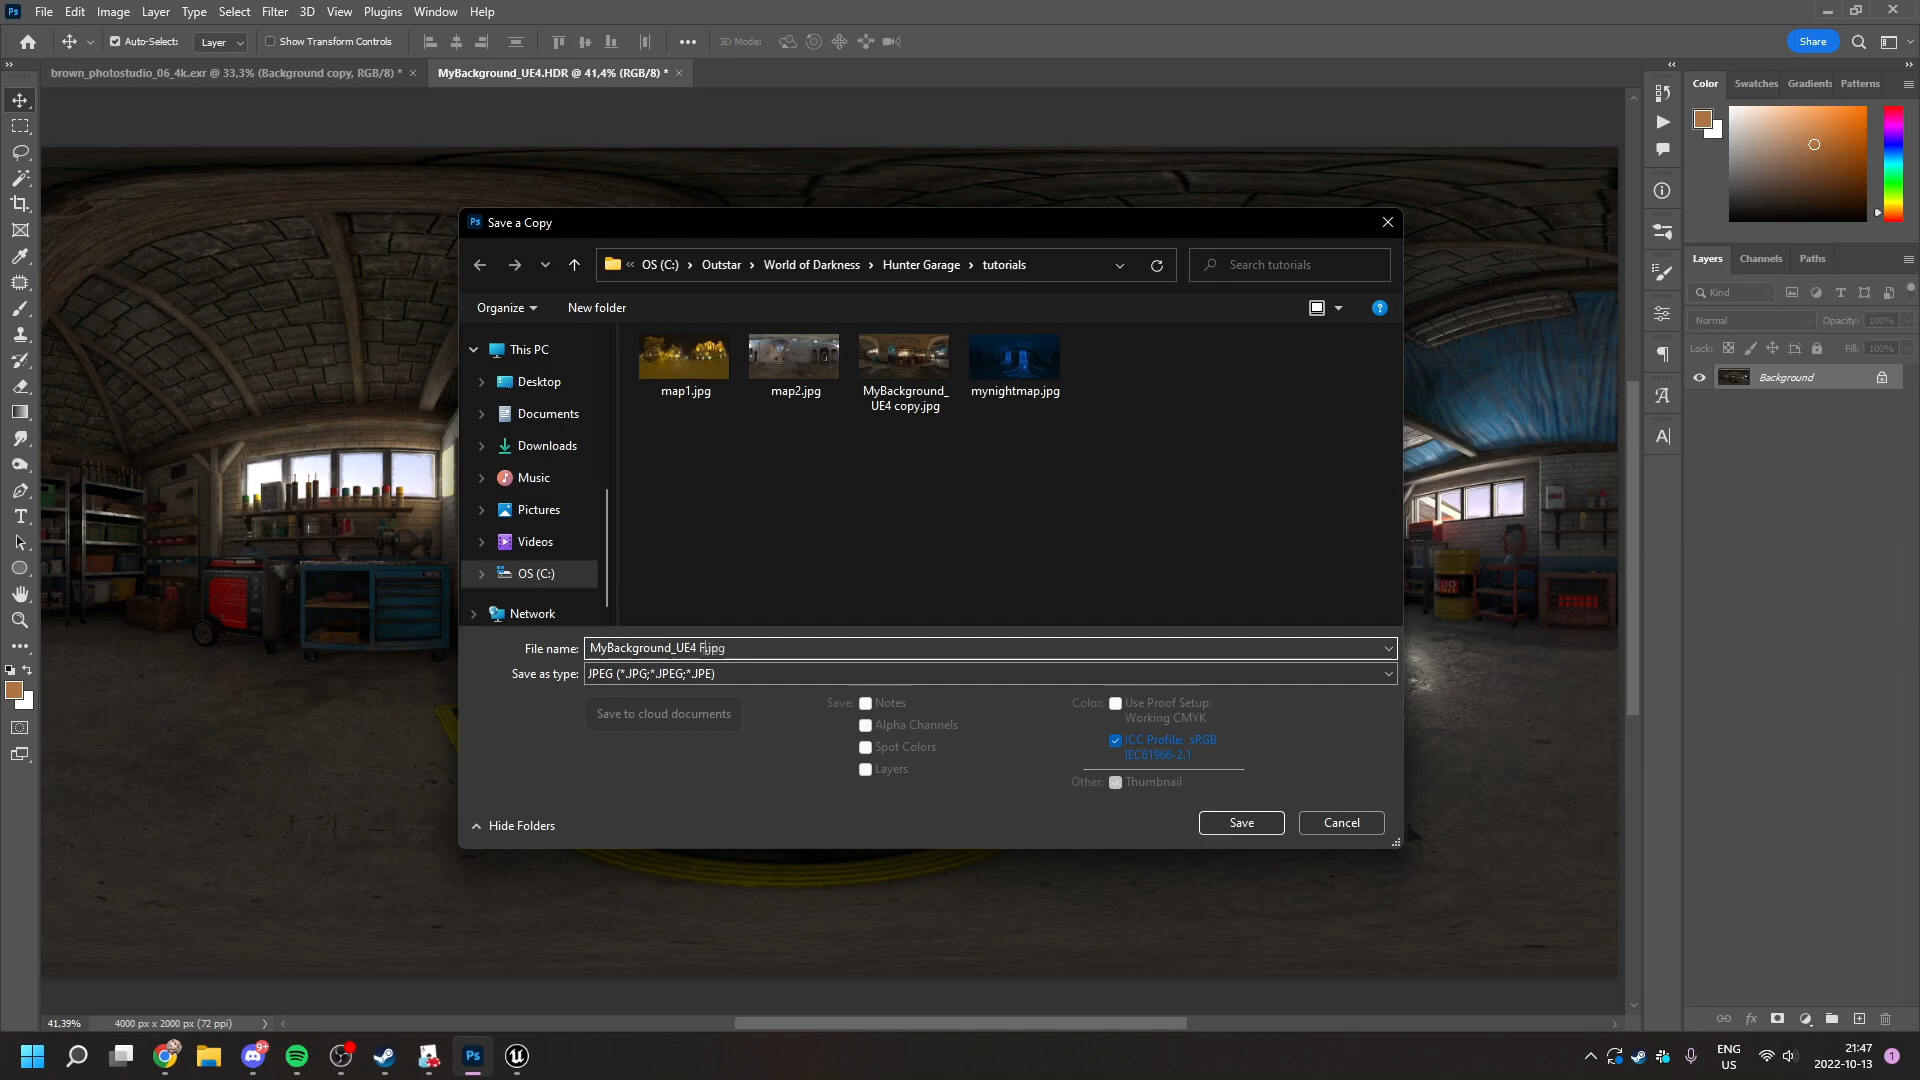 Ps File Edit Image Layer Type Select Filter 3D View Plugins Window Help
Auto-Select: Layer Show Transform Controls 3D Mode: Share
brown_photostudio_06_4k.exr @ 33,3% (Background copy, RGB/8) * MyBackground_UE4.HDR @ 41,4% (RGB/8) *
Color Swatches Gradients Patterns
Ps Save a Copy
OS (C:) Outstar World of Darkness Hunter Garage tutorials
Search tutorials
Organize New folder
This PC
Desktop
Documents
Downloads
Music
Pictures
Videos
OS (C:)
Network
map1.jpg
map2.jpg
MyBackground_
UE4 copy.jpg
mynightmap.jpg
File name: MyBackground_UE4 F.jpg
Save as type: JPEG (*.JPG;*.JPEG;*.JPE)
Save to cloud documents
Save: Notes
Alpha Channels
Spot Colors
Layers
Color: Use Proof Setup:
Working CMYK
ICC Profile: sRGB
IEC61966-2.1
Other: Thumbnail
Hide Folders
Save Cancel
Layers Channels Paths
Kind
Normal Opacity: 100%
Lock: Fill: 100%
Background
fx
41,39% 4000 px x 2000 px (72 ppi)
9+
Ps
ENG
US
21:47
2022-10-13
1